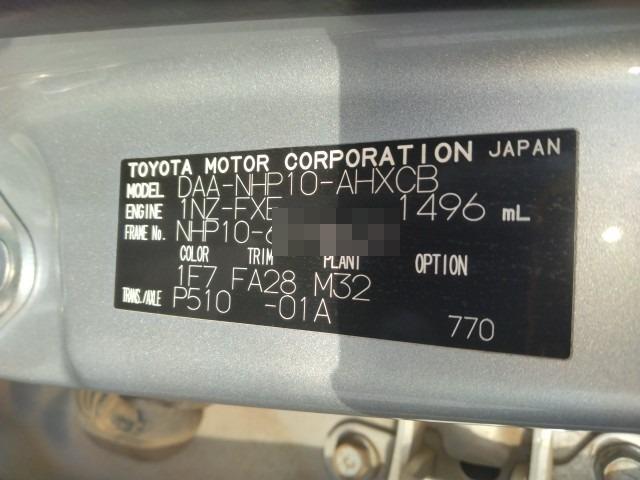 TOYOTA MOTOR CORPORATION JAPAN
MODEL DAA-NHP10-AHXCB
ENGINE 1NZ-FXE 1496 mL
FRAME No. NHP10-6
COLOR TRIM PLANT OPTION
1F7 FA28 M32
TRANS./AXLE P510 -01A
770